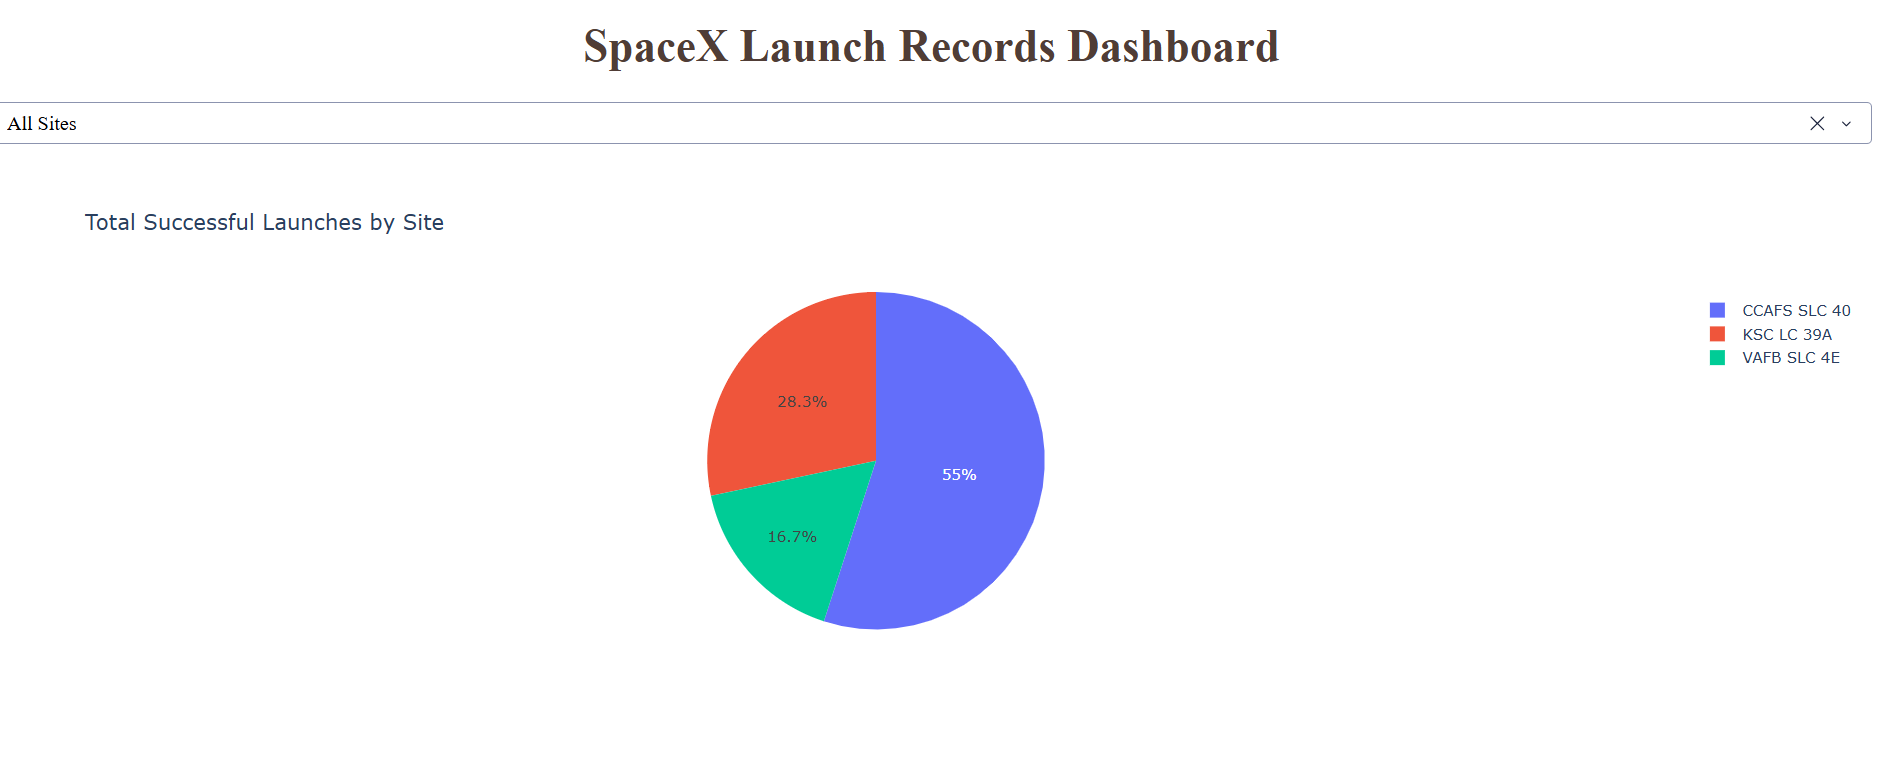 SpaceX Launch Records Dashboard
All Sites
Total Successful Launches by Site
CCAFS SLC 40
KSC LC 39A
VAFB SLC 4E
28.3%
55%
16.7%